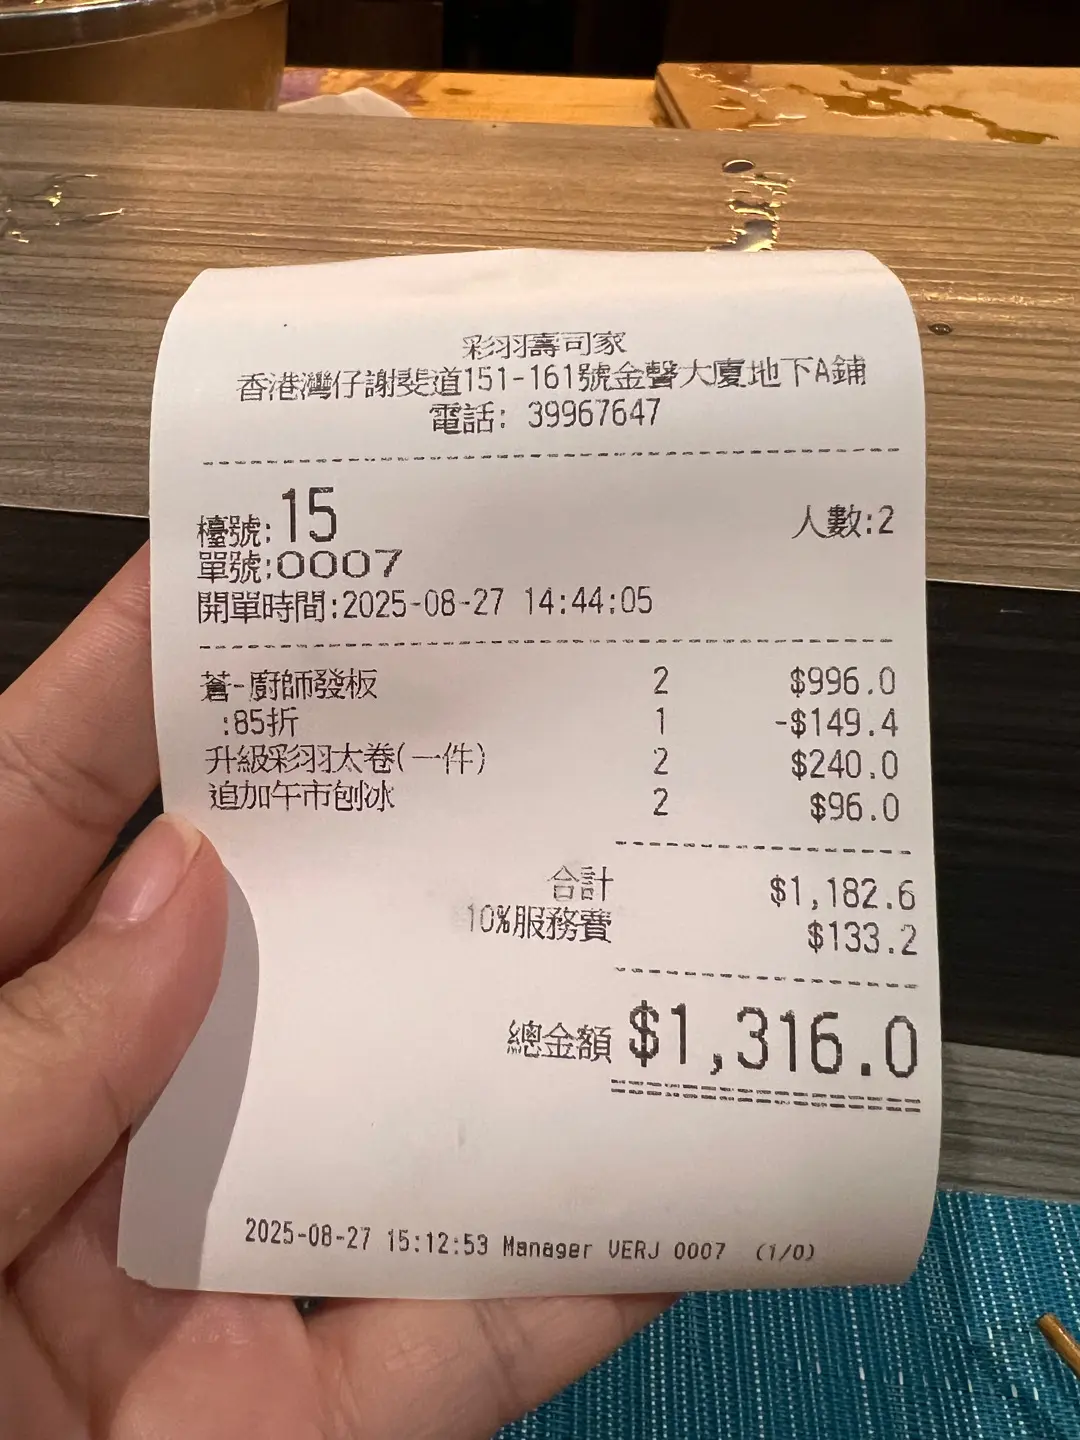 彩羽壽司家
香港灣仔謝斐道151-161號金聲大廈地下A鋪
電話: 39967647
檯號:15 人數:2
單號:0007
開單時間:2025-08-27 14:44:05
蒼-廚師發板 2 $996.0
:85折 1 -$149.4
升級彩羽太卷(一件) 2 $240.0
追加午市刨冰 2 $96.0
合計 $1,182.6
10%服務費 $133.2
總金額 $1,316.0
2025-08-27 15:12:53 Manager VERJ 0007 (1/0)